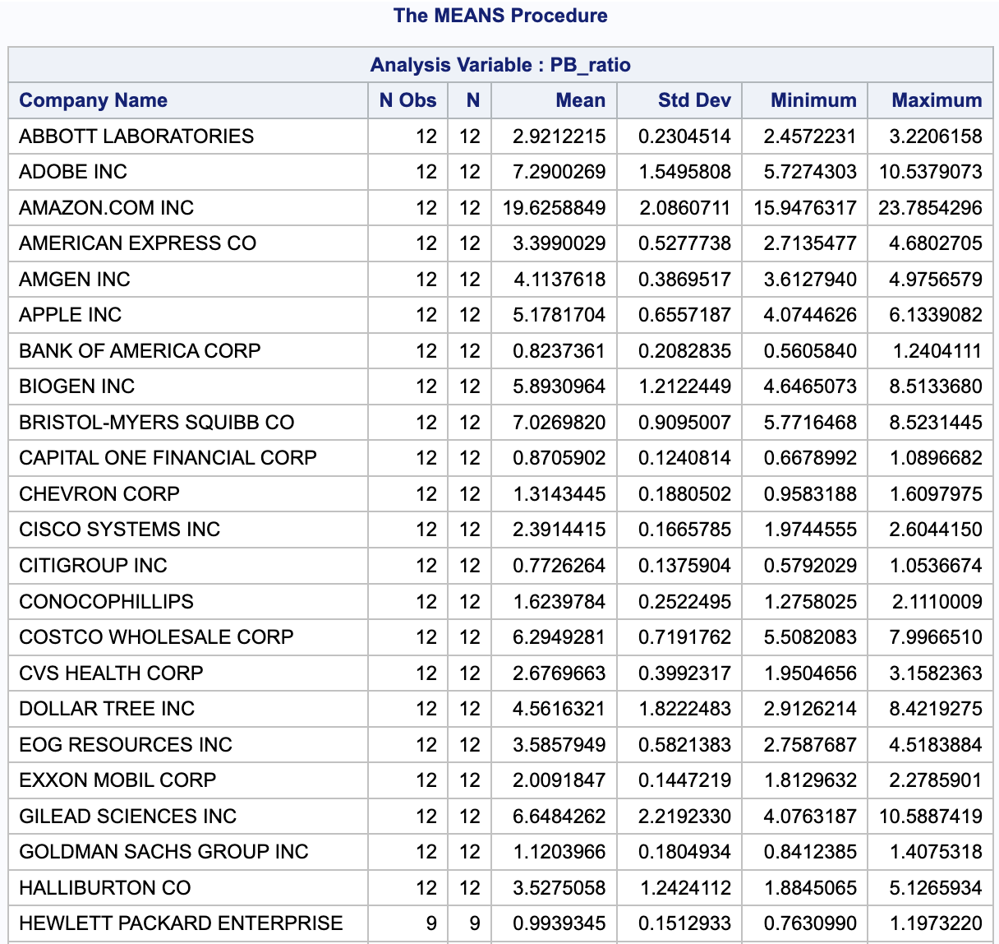 The MEANS Procedure
Analysis Variable : PB_ratio
Company Name N Obs N Mean Std Dev Minimum Maximum
ABBOTT LABORATORIES 12 12 2.9212215 0.2304514 2.4572231 3.2206158
ADOBE INC 12 12 7.2900269 1.5495808 5.7274303 10.5379073
AMAZON.COM INC 12 12 19.6258849 2.0860711 15.9476317 23.7854296
AMERICAN EXPRESS CO 12 12 3.3990029 0.5277738 2.7135477 4.6802705
AMGEN INC 12 12 4.1137618 0.3869517 3.6127940 4.9756579
APPLE INC 12 12 5.1781704 0.6557187 4.0744626 6.1339082
BANK OF AMERICA CORP 12 12 0.8237361 0.2082835 0.5605840 1.2404111
BIOGEN INC 12 12 5.8930964 1.2122449 4.6465073 8.5133680
BRISTOL-MYERS SQUIBB CO 12 12 7.0269820 0.9095007 5.7716468 8.5231445
CAPITAL ONE FINANCIAL CORP 12 12 0.8705902 0.1240814 0.6678992 1.0896682
CHEVRON CORP 12 12 1.3143445 0.1880502 0.9583188 1.6097975
CISCO SYSTEMS INC 12 12 2.3914415 0.1665785 1.9744555 2.6044150
CITIGROUP INC 12 12 0.7726264 0.1375904 0.5792029 1.0536674
CONOCOPHILLIPS 12 12 1.6239784 0.2522495 1.2758025 2.1110009
COSTCO WHOLESALE CORP 12 12 6.2949281 0.7191762 5.5082083 7.9966510
CVS HEALTH CORP 12 12 2.6769663 0.3992317 1.9504656 3.1582363
DOLLAR TREE INC 12 12 4.5616321 1.8222483 2.9126214 8.4219275
EOG RESOURCES INC 12 12 3.5857949 0.5821383 2.7587687 4.5183884
EXXON MOBIL CORP 12 12 2.0091847 0.1447219 1.8129632 2.2785901
GILEAD SCIENCES INC 12 12 6.6484262 2.2192330 4.0763187 10.5887419
GOLDMAN SACHS GROUP INC 12 12 1.1203966 0.1804934 0.8412385 1.4075318
HALLIBURTON CO 12 12 3.5275058 1.2424112 1.8845065 5.1265934
HEWLETT PACKARD ENTERPRISE 9 9 0.9939345 0.1512933 0.7630990 1.1973220